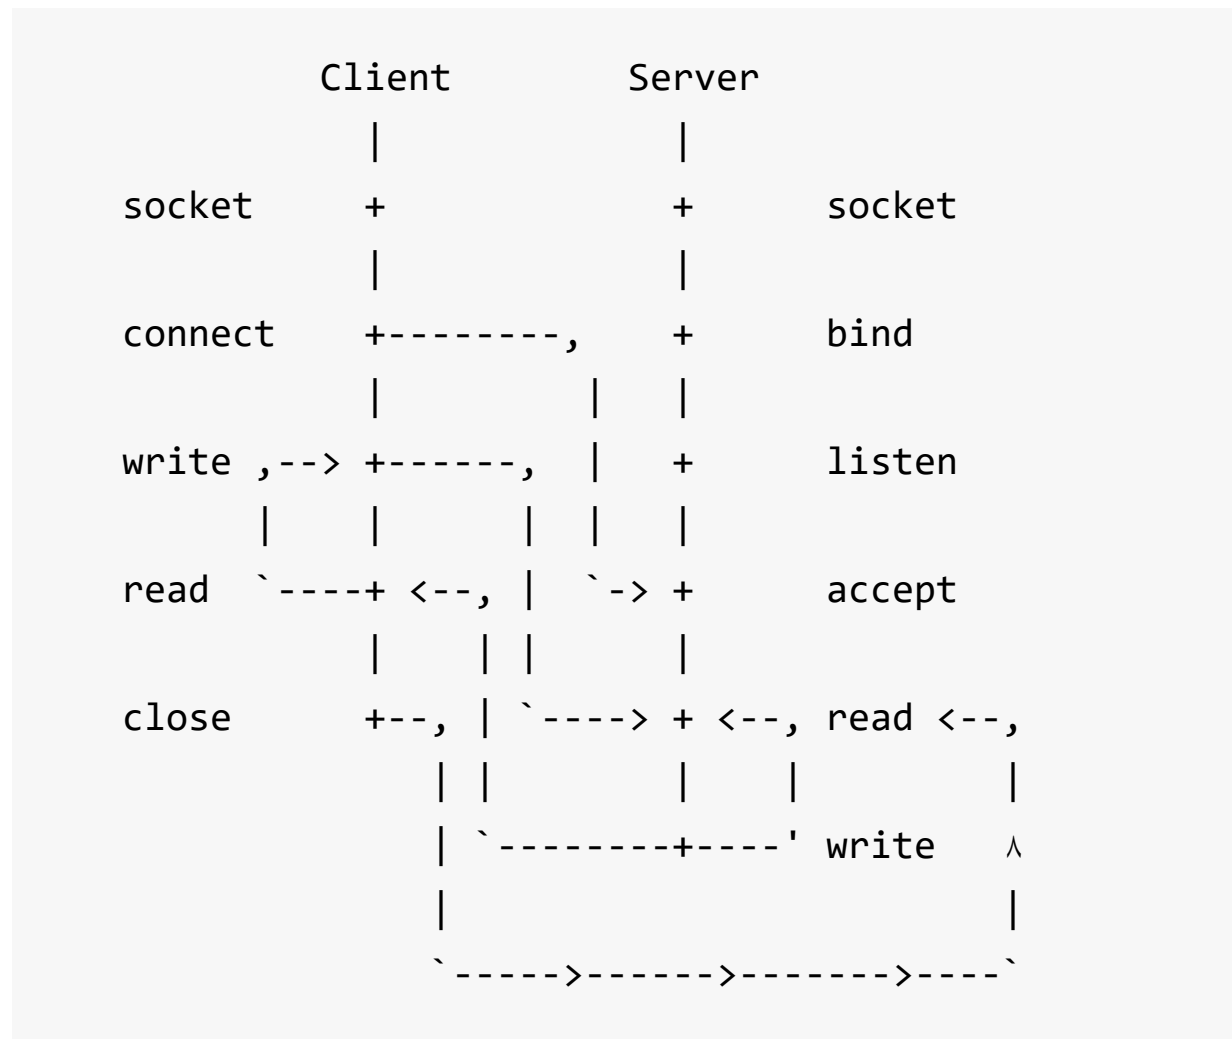 Client        Server
           |             |
socket     +             +      socket
           |             |
connect    +--------,    +      bind
           |         |   |
write ,--> +------,  |   +      listen
      |    |      |  |   |
read  `----+ <--, |  `-> +      accept
           |    | |      |
close      +--, | `----> + <--, read <--,
              | |        |    |         |
              | `--------+----' write   ⅄
              |                         |
              `----->------>------->----`